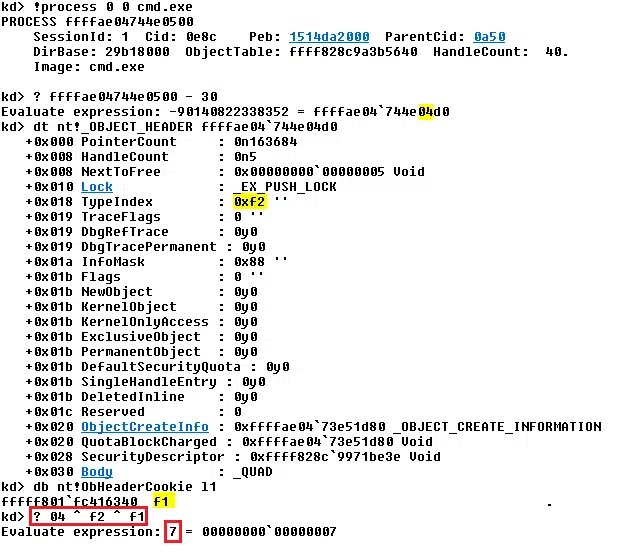 kd> !process 0 0 cmd.exe
PROCESS ffffae04744e0500
    SessionId: 1  Cid: 0e8c    Peb: 1514da2000  ParentCid: 0a50
    DirBase: 29b18000  ObjectTable: ffff828c9a3b5640  HandleCount:  40.
    Image: cmd.exe
kd> ? ffffae04744e0500 - 30
Evaluate expression: -90140822338352 = ffffae04`744e04d0
kd> dt nt!_OBJECT_HEADER ffffae04`744e04d0
   +0x000 PointerCount     : 0n163684
   +0x008 HandleCount      : 0n5
   +0x008 NextToFree       : 0x00000000`00000005 Void
   +0x010 Lock             : _EX_PUSH_LOCK
   +0x018 TypeIndex        : 0xf2 ''
   +0x019 TraceFlags       : 0 ''
   +0x019 DbgRefTrace      : 0y0
   +0x019 DbgTracePermanent : 0y0
   +0x01a InfoMask         : 0x88 ''
   +0x01b Flags            : 0 ''
   +0x01b NewObject        : 0y0
   +0x01b KernelObject     : 0y0
   +0x01b KernelOnlyAccess : 0y0
   +0x01b ExclusiveObject  : 0y0
   +0x01b PermanentObject  : 0y0
   +0x01b DefaultSecurityQuota : 0y0
   +0x01b SingleHandleEntry : 0y0
   +0x01b DeletedInline    : 0y0
   +0x01c Reserved         : 0
   +0x020 ObjectCreateInfo : 0xffffae04`73e51d80 _OBJECT_CREATE_INFORMATION
   +0x020 QuotaBlockCharged : 0xffffae04`73e51d80 Void
   +0x028 SecurityDescriptor : 0xffff828c`9971be3e Void
   +0x030 Body             : _QUAD
kd> db nt!ObHeaderCookie l1
fffff801`fc416340  f1                                               .
kd> ? 04 ^ f2 ^ f1
Evaluate expression: 7 = 00000000`00000007